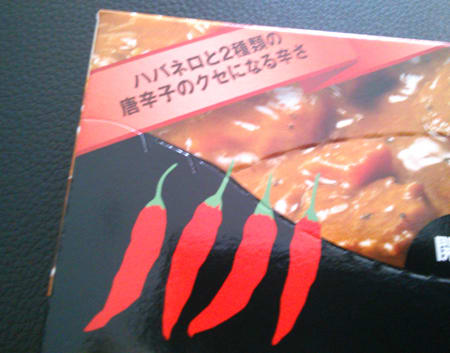 ハバネロと2種類の
唐辛子のクセになる辛さ
開